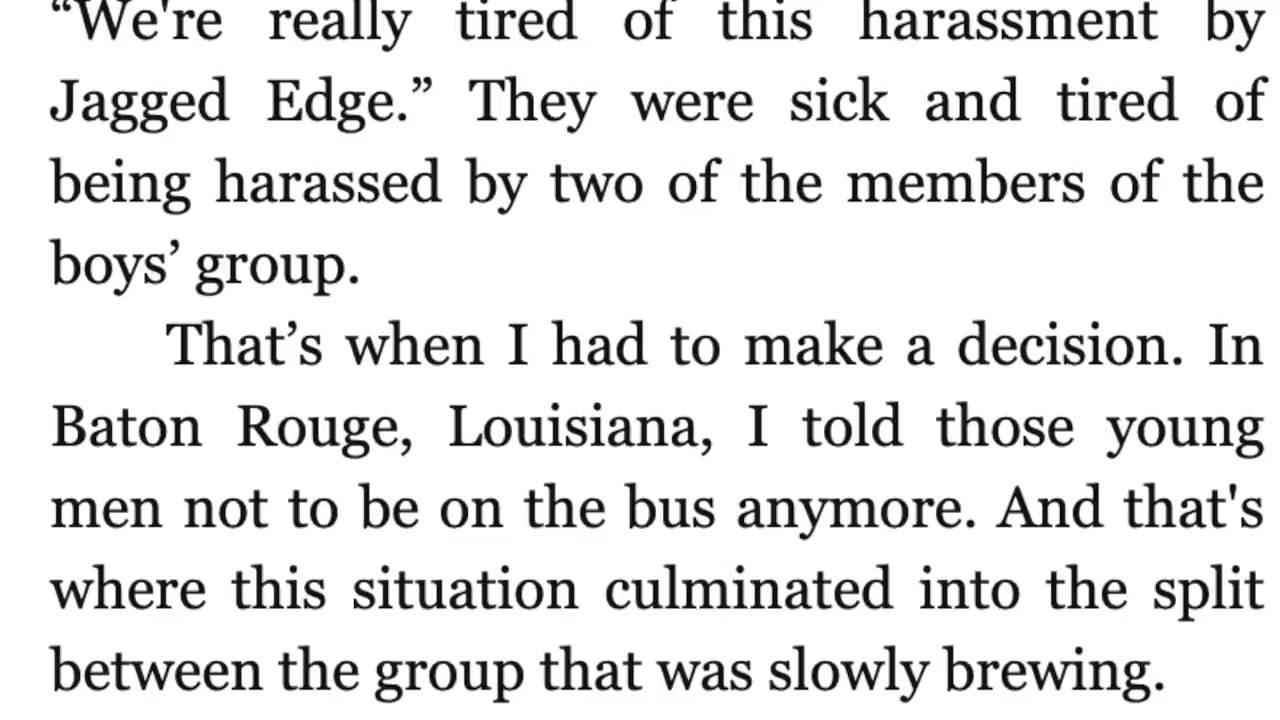 “We're really tired of this harassment by
Jagged Edge.” They were sick and tired of
being harassed by two of the members of the
boys’ group.
That’s when I had to make a decision. In
Baton Rouge, Louisiana, I told those young
men not to be on the bus anymore. And that's
where this situation culminated into the split
between the group that was slowly brewing.